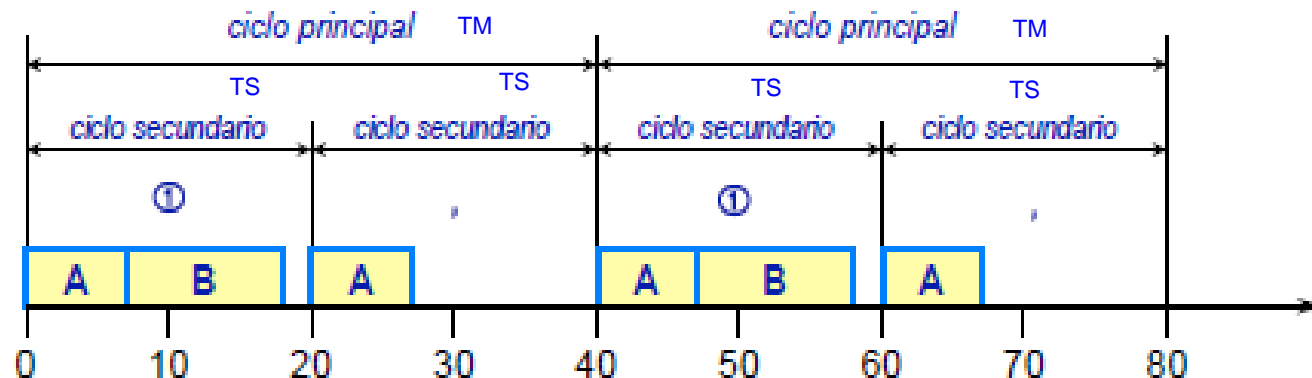 ciclo principal TM ciclo principal TM
TS TS TS TS
ciclo secundario ciclo secundario ciclo secundario ciclo secundario
① , ① ,
A B A A B A
0 10 20 30 40 50 60 70 80